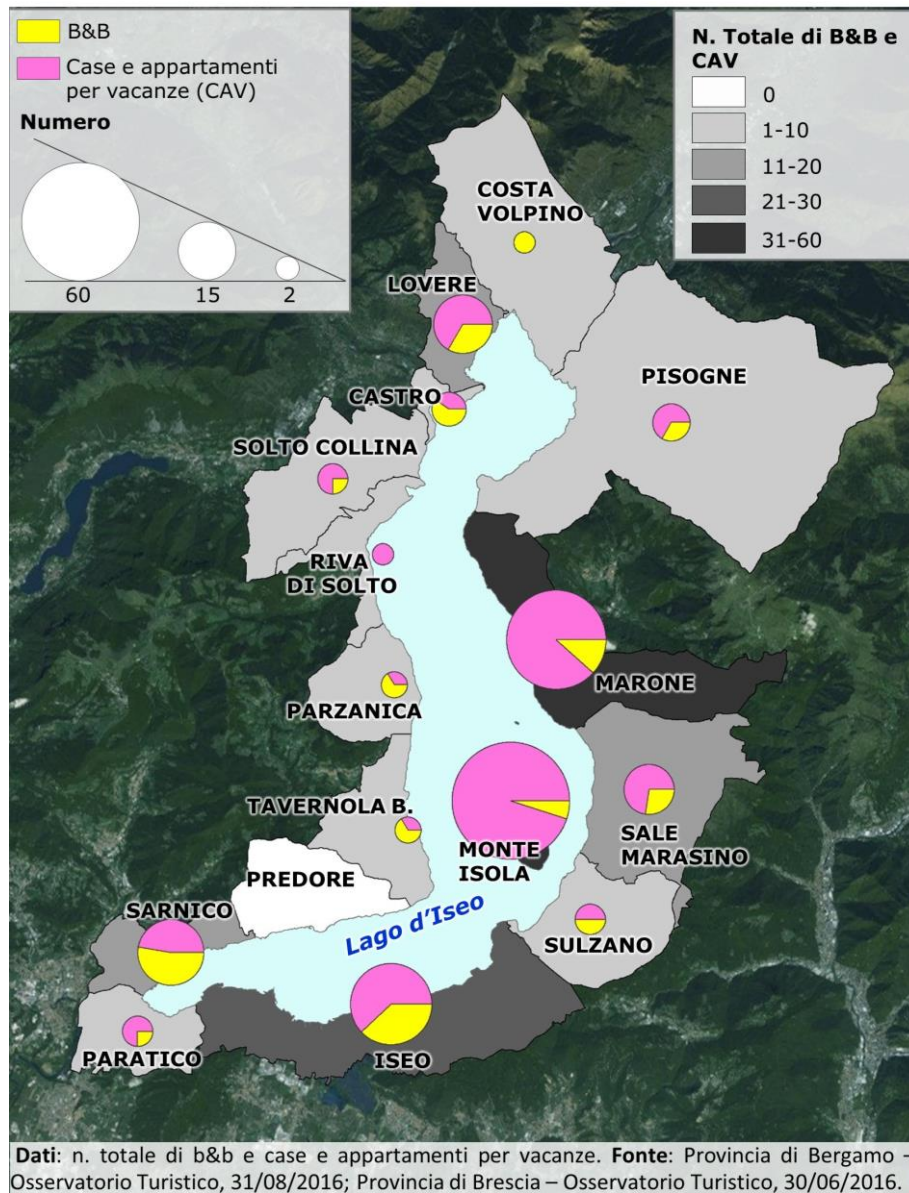 B&B
Case e appartamenti
per vacanze (CAV)
Numero
60 15 2
N. Totale di B&B e
CAV
0
1-10
11-20
21-30
31-60
COSTA
VOLPINO
LOVERE
PISOGNE
CASTRO
SOLTO COLLINA
RIVA
DI SOLTO
MARONE
PARZANICA
TAVERNOLA B.
MONTE
ISOLA
SALE
MARASINO
PREDORE
SARNICO
Lago d'Iseo
SULZANO
PARATICO
ISEO
Dati: n. totale di b&b e case e appartamenti per vacanze. Fonte: Provincia di Bergamo –
Osservatorio Turistico, 31/08/2016; Provincia di Brescia – Osservatorio Turistico, 30/06/2016.